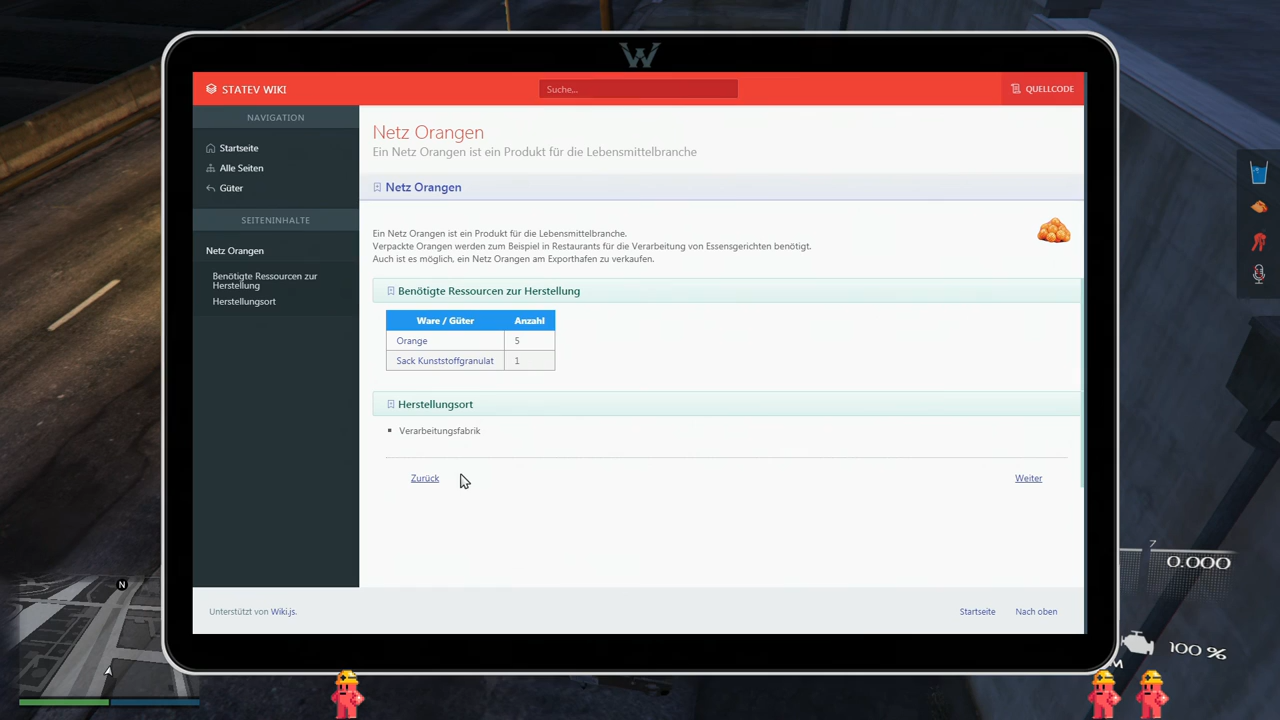 STATEV WIKI
Suche...
QUELLCODE
NAVIGATION
Startseite
Alle Seiten
Güter
SEITENINHALTE
Netz Orangen
Benötigte Ressourcen zur
Herstellung
Herstellungsort
Netz Orangen
Ein Netz Orangen ist ein Produkt für die Lebensmittelbranche
Netz Orangen
Ein Netz Orangen ist ein Produkt für die Lebensmittelbranche.
Verpackte Orangen werden zum Beispiel in Restaurants für die Verarbeitung von Essensgerichten benötigt.
Auch ist es möglich, ein Netz Orangen am Exporthafen zu verkaufen.
Benötigte Ressourcen zur Herstellung
Ware / Güter Anzahl
Orange 5
Sack Kunststoffgranulat 1
Herstellungsort
Verarbeitungsfabrik
Zurück
Weiter
Unterstützt von Wiki.js.
Startseite
Nach oben
N
7
0.000
100 %